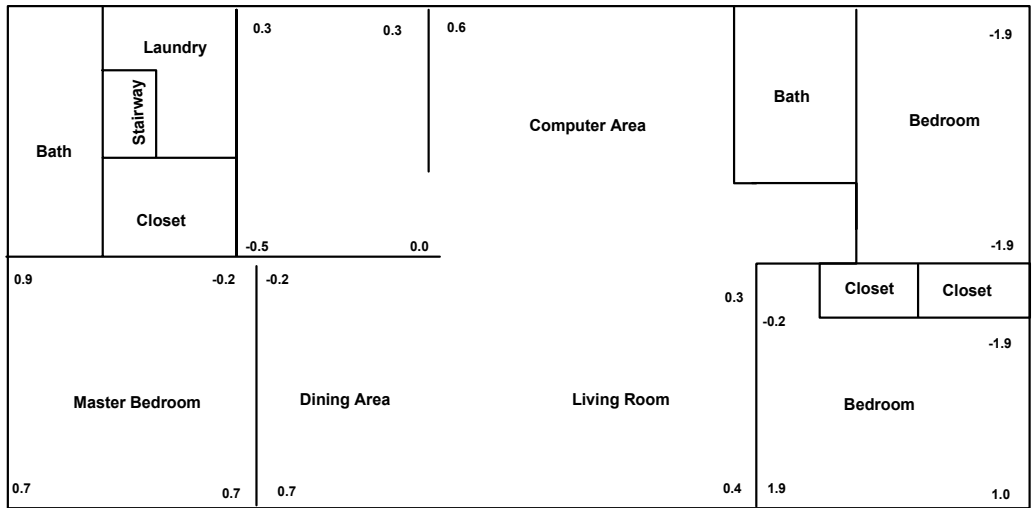 0.3
0.3
0.6
-1.9
Laundry
Stairway
Bath
Computer Area
Bedroom
Bath
Closet
-0.5
0.0
-1.9
0.9
-0.2
-0.2
0.3
Closet
Closet
-0.2
-1.9
Master Bedroom
Dining Area
Living Room
Bedroom
0.7
0.7
0.7
0.4
1.9
1.0